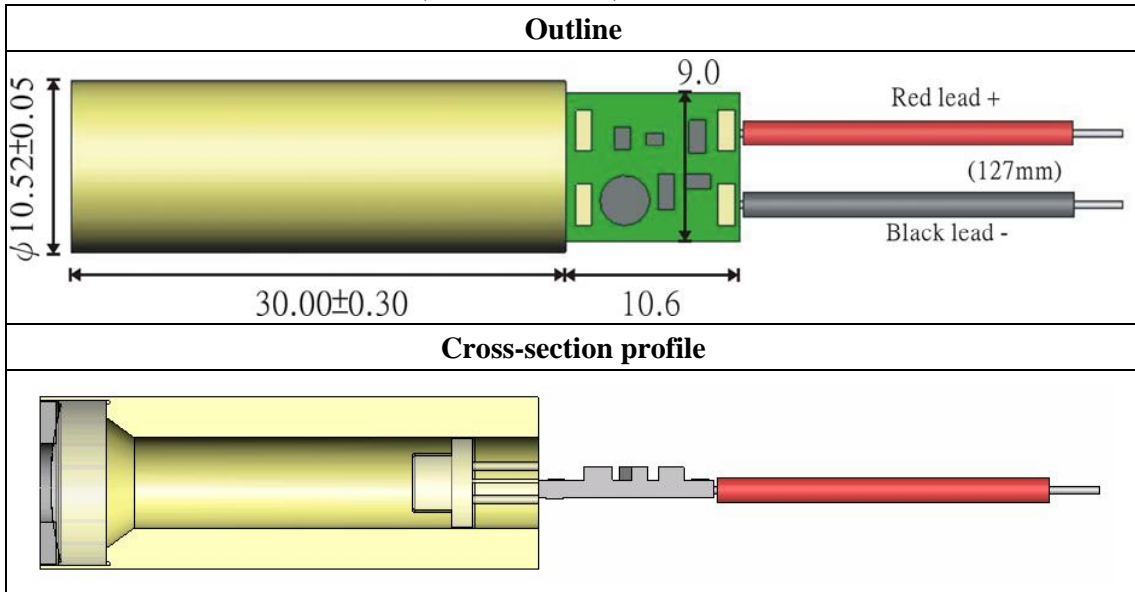 Outline
ϕ10.52±0.05
9.0
Red lead +
(127mm)
Black lead -
30.00±0.30
10.6
Cross-section profile